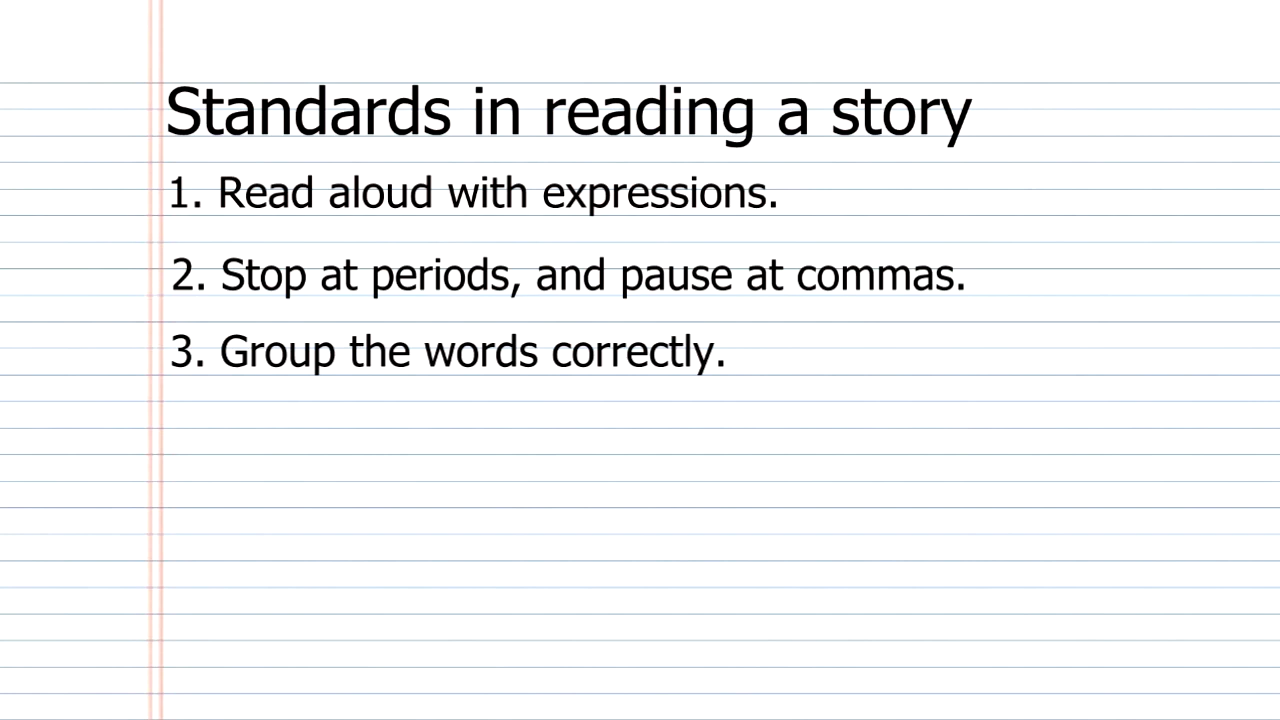 Standards in reading a story
1. Read aloud with expressions.
2. Stop at periods, and pause at commas.
3. Group the words correctly.